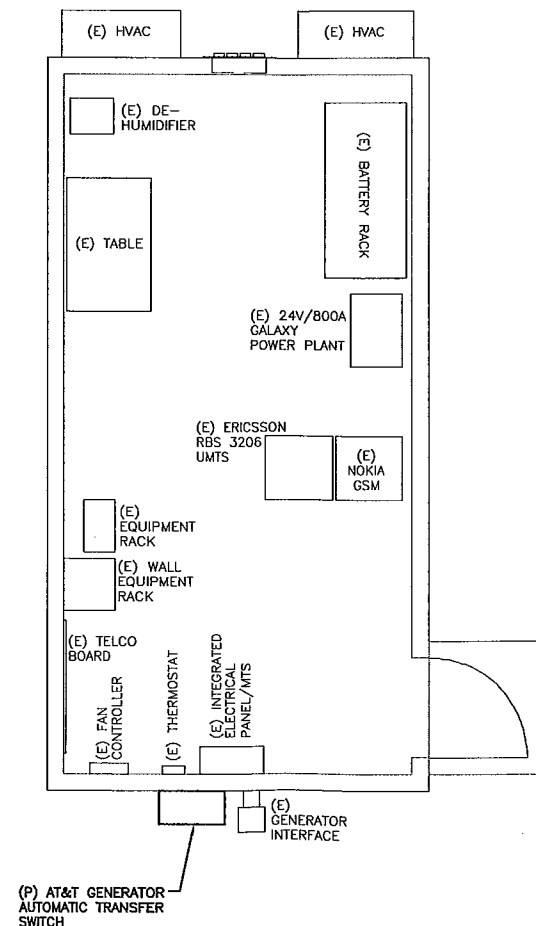 (E) HVAC
(E) HVAC
(E) DE-
HUMIDIFIER
(E) BATTERY RACK
(E) TABLE
(E) 24V/800A
GALAXY
POWER PLANT
(E) ERICSSON
RBS 3206
UMTS
(E)
NOKIA
GSM
(E)
EQUIPMENT
RACK
(E) WALL
EQUIPMENT
RACK
(E) TELCO
BOARD
(E) FAN
CONTROLLER
(E) THERMOSTAT
(E) INTEGRATED
ELECTRICAL
PANEL/MTS
(E)
GENERATOR
INTERFACE
(P) AT&T GENERATOR
AUTOMATIC TRANSFER
SWITCH